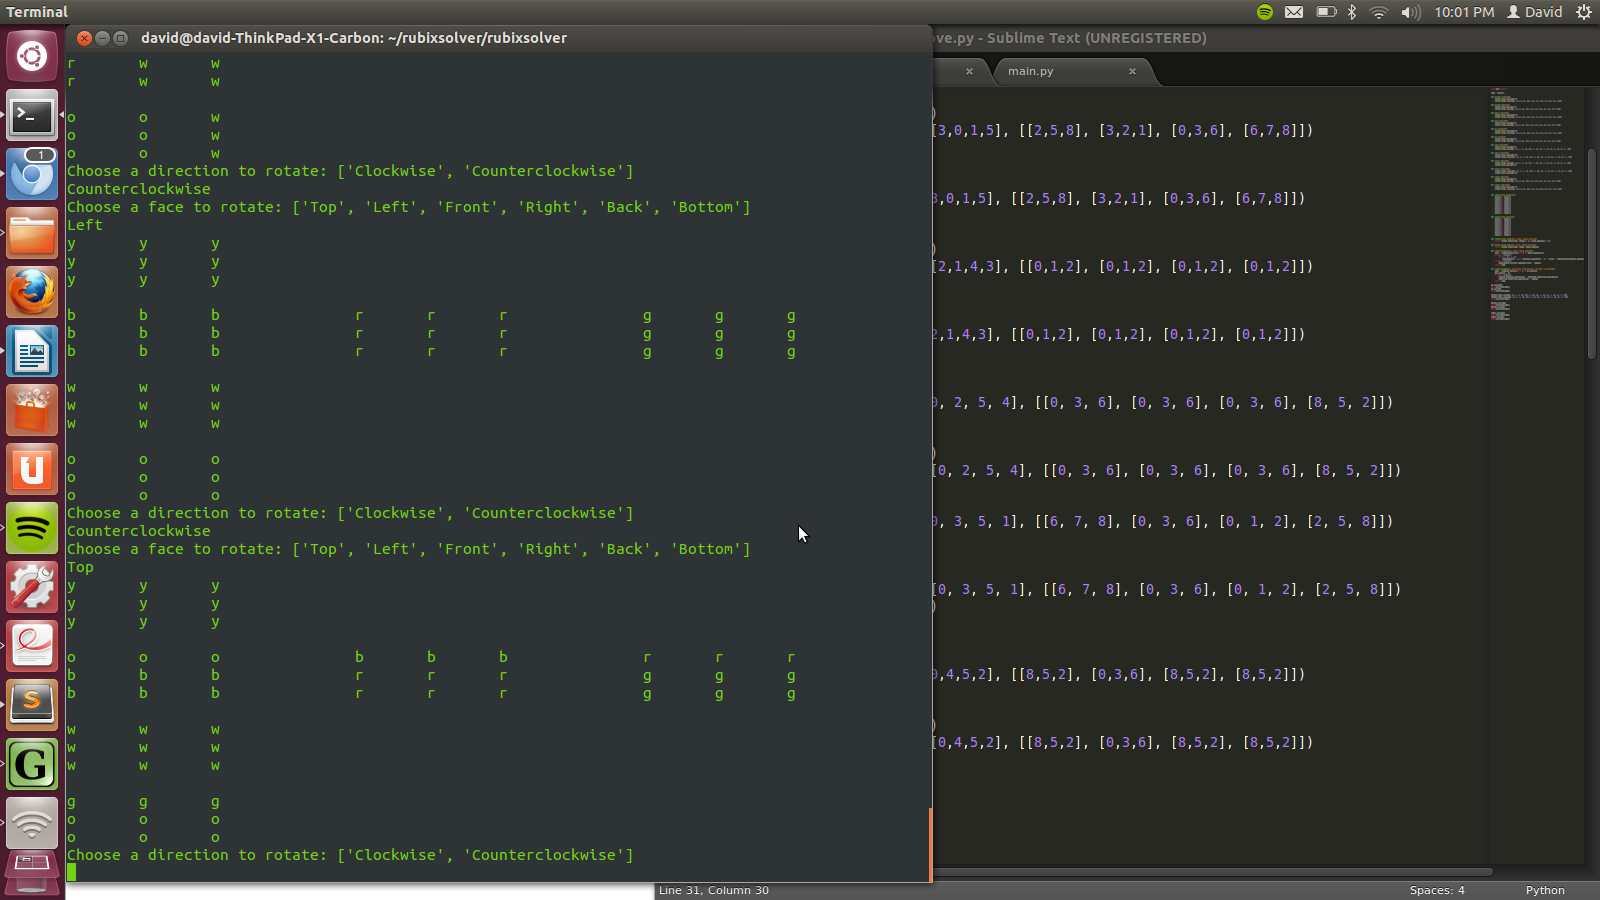 Terminal
10:01 PM David
david@david-ThinkPad-X1-Carbon: ~/rubixsolver/rubixsolver
ve.py - Sublime Text (UNREGISTERED)
main.py
r w w
r w w
o o w
o o w
o o w
Choose a direction to rotate: ['Clockwise', 'Counterclockwise']
Counterclockwise
Choose a face to rotate: ['Top', 'Left', 'Front', 'Right', 'Back', 'Bottom']
Left
y y y
y y y
y y y
b b b r r r g g g
b b b r r r g g g
b b b r r r g g g
w w w
w w w
w w w
o o o
o o o
o o o
Choose a direction to rotate: ['Clockwise', 'Counterclockwise']
Counterclockwise
Choose a face to rotate: ['Top', 'Left', 'Front', 'Right', 'Back', 'Bottom']
Top
y y y
y y y
y y y
o o o b b b r r r
b b b r r r g g g
b b b r r r g g g
w w w
w w w
w w w
g g g
o o o
o o o
Choose a direction to rotate: ['Clockwise', 'Counterclockwise']
)
[3,0,1,5], [[2,5,8], [3,2,1], [0,3,6], [6,7,8]])
3,0,1,5], [[2,5,8], [3,2,1], [0,3,6], [6,7,8]])
)
[2,1,4,3], [[0,1,2], [0,1,2], [0,1,2], [0,1,2]])
2,1,4,3], [[0,1,2], [0,1,2], [0,1,2], [0,1,2]])
0, 2, 5, 4], [[0, 3, 6], [0, 3, 6], [0, 3, 6], [8, 5, 2]])
)
[0, 2, 5, 4], [[0, 3, 6], [0, 3, 6], [0, 3, 6], [8, 5, 2]])
0, 3, 5, 1], [[6, 7, 8], [0, 3, 6], [0, 1, 2], [2, 5, 8]])
[0, 3, 5, 1], [[6, 7, 8], [0, 3, 6], [0, 1, 2], [2, 5, 8]])
)
0,4,5,2], [[8,5,2], [0,3,6], [8,5,2], [8,5,2]])
)
[0,4,5,2], [[8,5,2], [0,3,6], [8,5,2], [8,5,2]])
Line 31, Column 30
Spaces: 4
Python
1